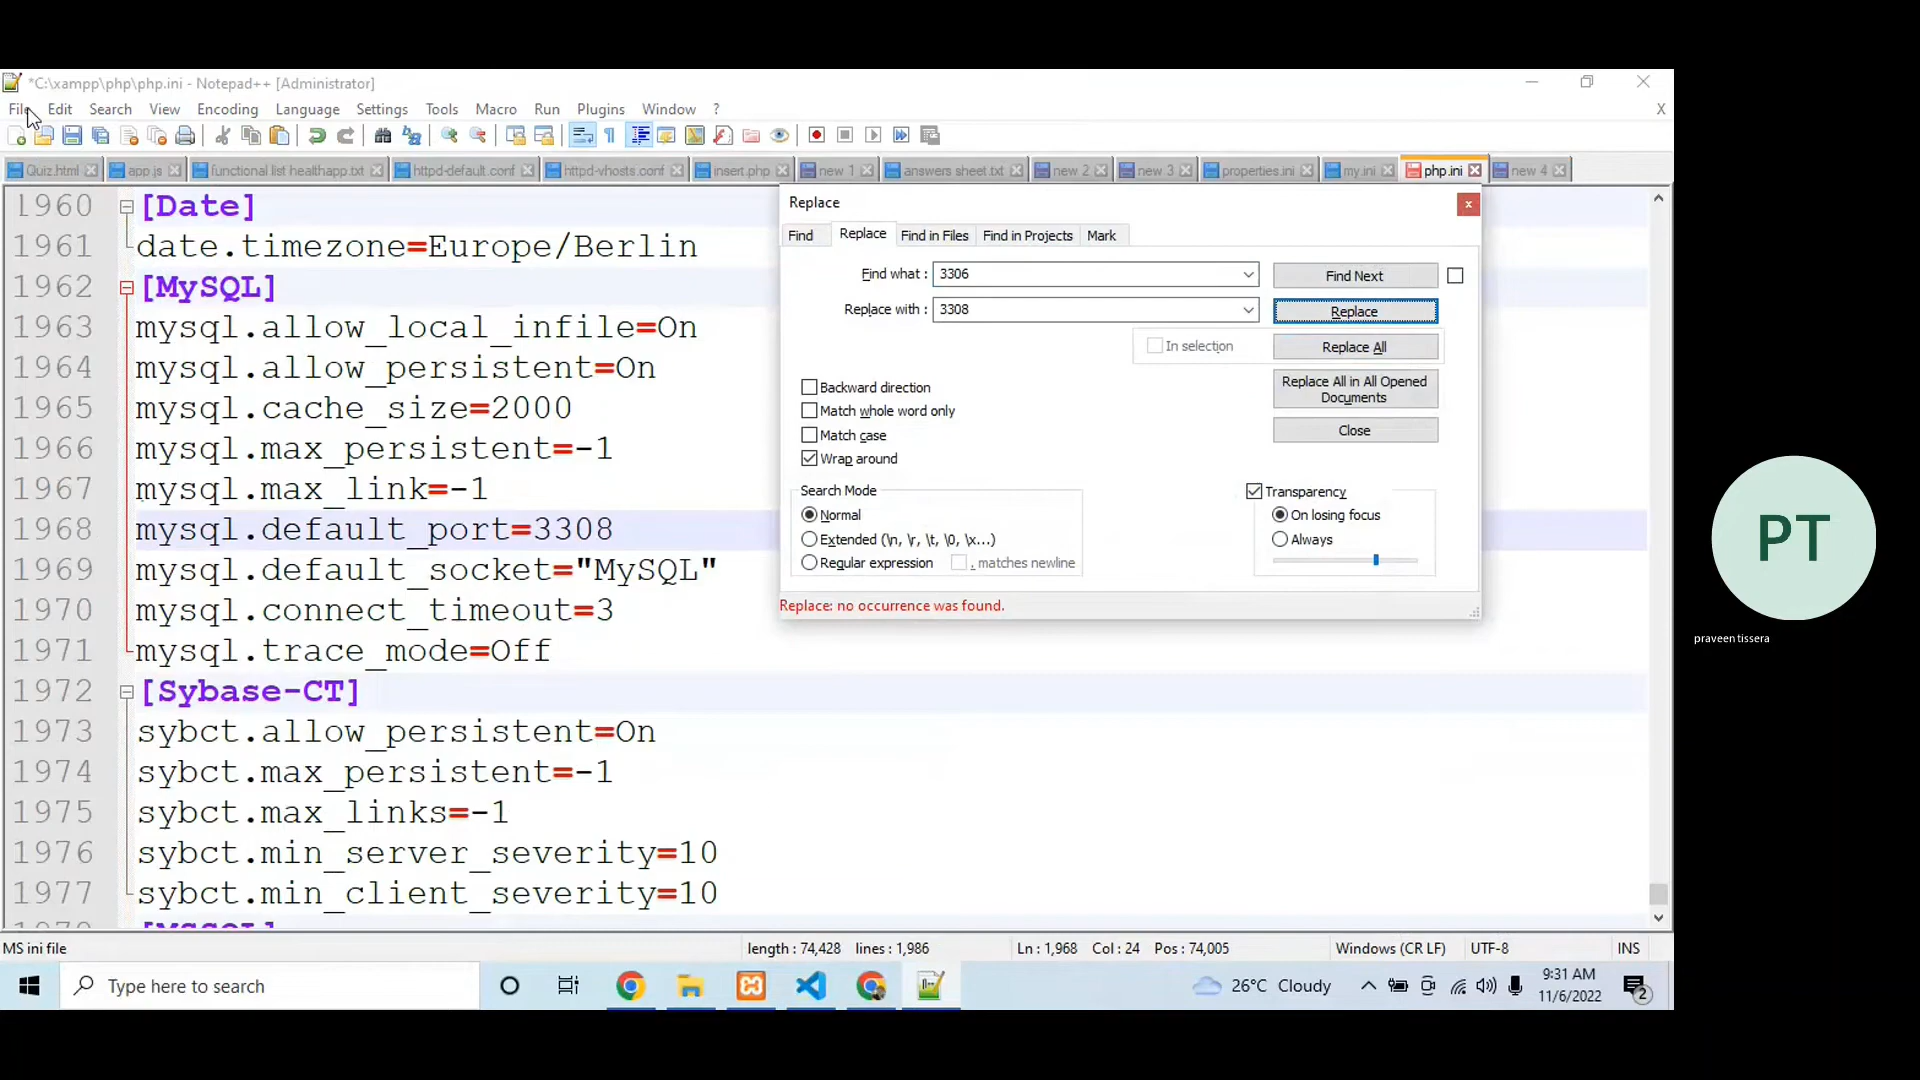 *C:\xampp\php\php.ini - Notepad++ [Administrator]
File Edit Search View Encoding Language Settings Tools Macro Run Plugins Window ? X
Quiz.html app.js functional list healthapp.txt httpd-default.conf httpd-vhosts.conf insert.php new 1 answers sheet.txt new 2 new 3 properties.ini my.ini php.ini new 4
1960 [Date]
1961 date.timezone=Europe/Berlin
1962 [MySQL]
1963 mysql.allow_local_infile=On
1964 mysql.allow_persistent=On
1965 mysql.cache_size=2000
1966 mysql.max_persistent=-1
1967 mysql.max_link=-1
1968 mysql.default_port=3308
1969 mysql.default_socket="MySQL"
1970 mysql.connect_timeout=3
1971 mysql.trace_mode=Off
1972 [Sybase-CT]
1973 sybct.allow_persistent=On
1974 sybct.max_persistent=-1
1975 sybct.max_links=-1
1976 sybct.min_server_severity=10
1977 sybct.min_client_severity=10
Replace
Find Replace Find in Files Find in Projects Mark
Find what : 3306 Find Next
Replace with : 3308 Replace
In selection Replace All
Replace All in All Opened
Documents
Close
Backward direction
Match whole word only
Match case
Wrap around
Search Mode
Normal
Extended (\n, \r, \t, \0, \x...)
Regular expression . matches newline
Transparency
On losing focus
Always
Replace: no occurrence was found.
PT
praveen tissera
MS ini file length : 74,428 lines : 1,986 Ln : 1,968 Col : 24 Pos : 74,005 Windows (CR LF) UTF-8 INS
Type here to search
26°C Cloudy
9:31 AM
11/6/2022
2